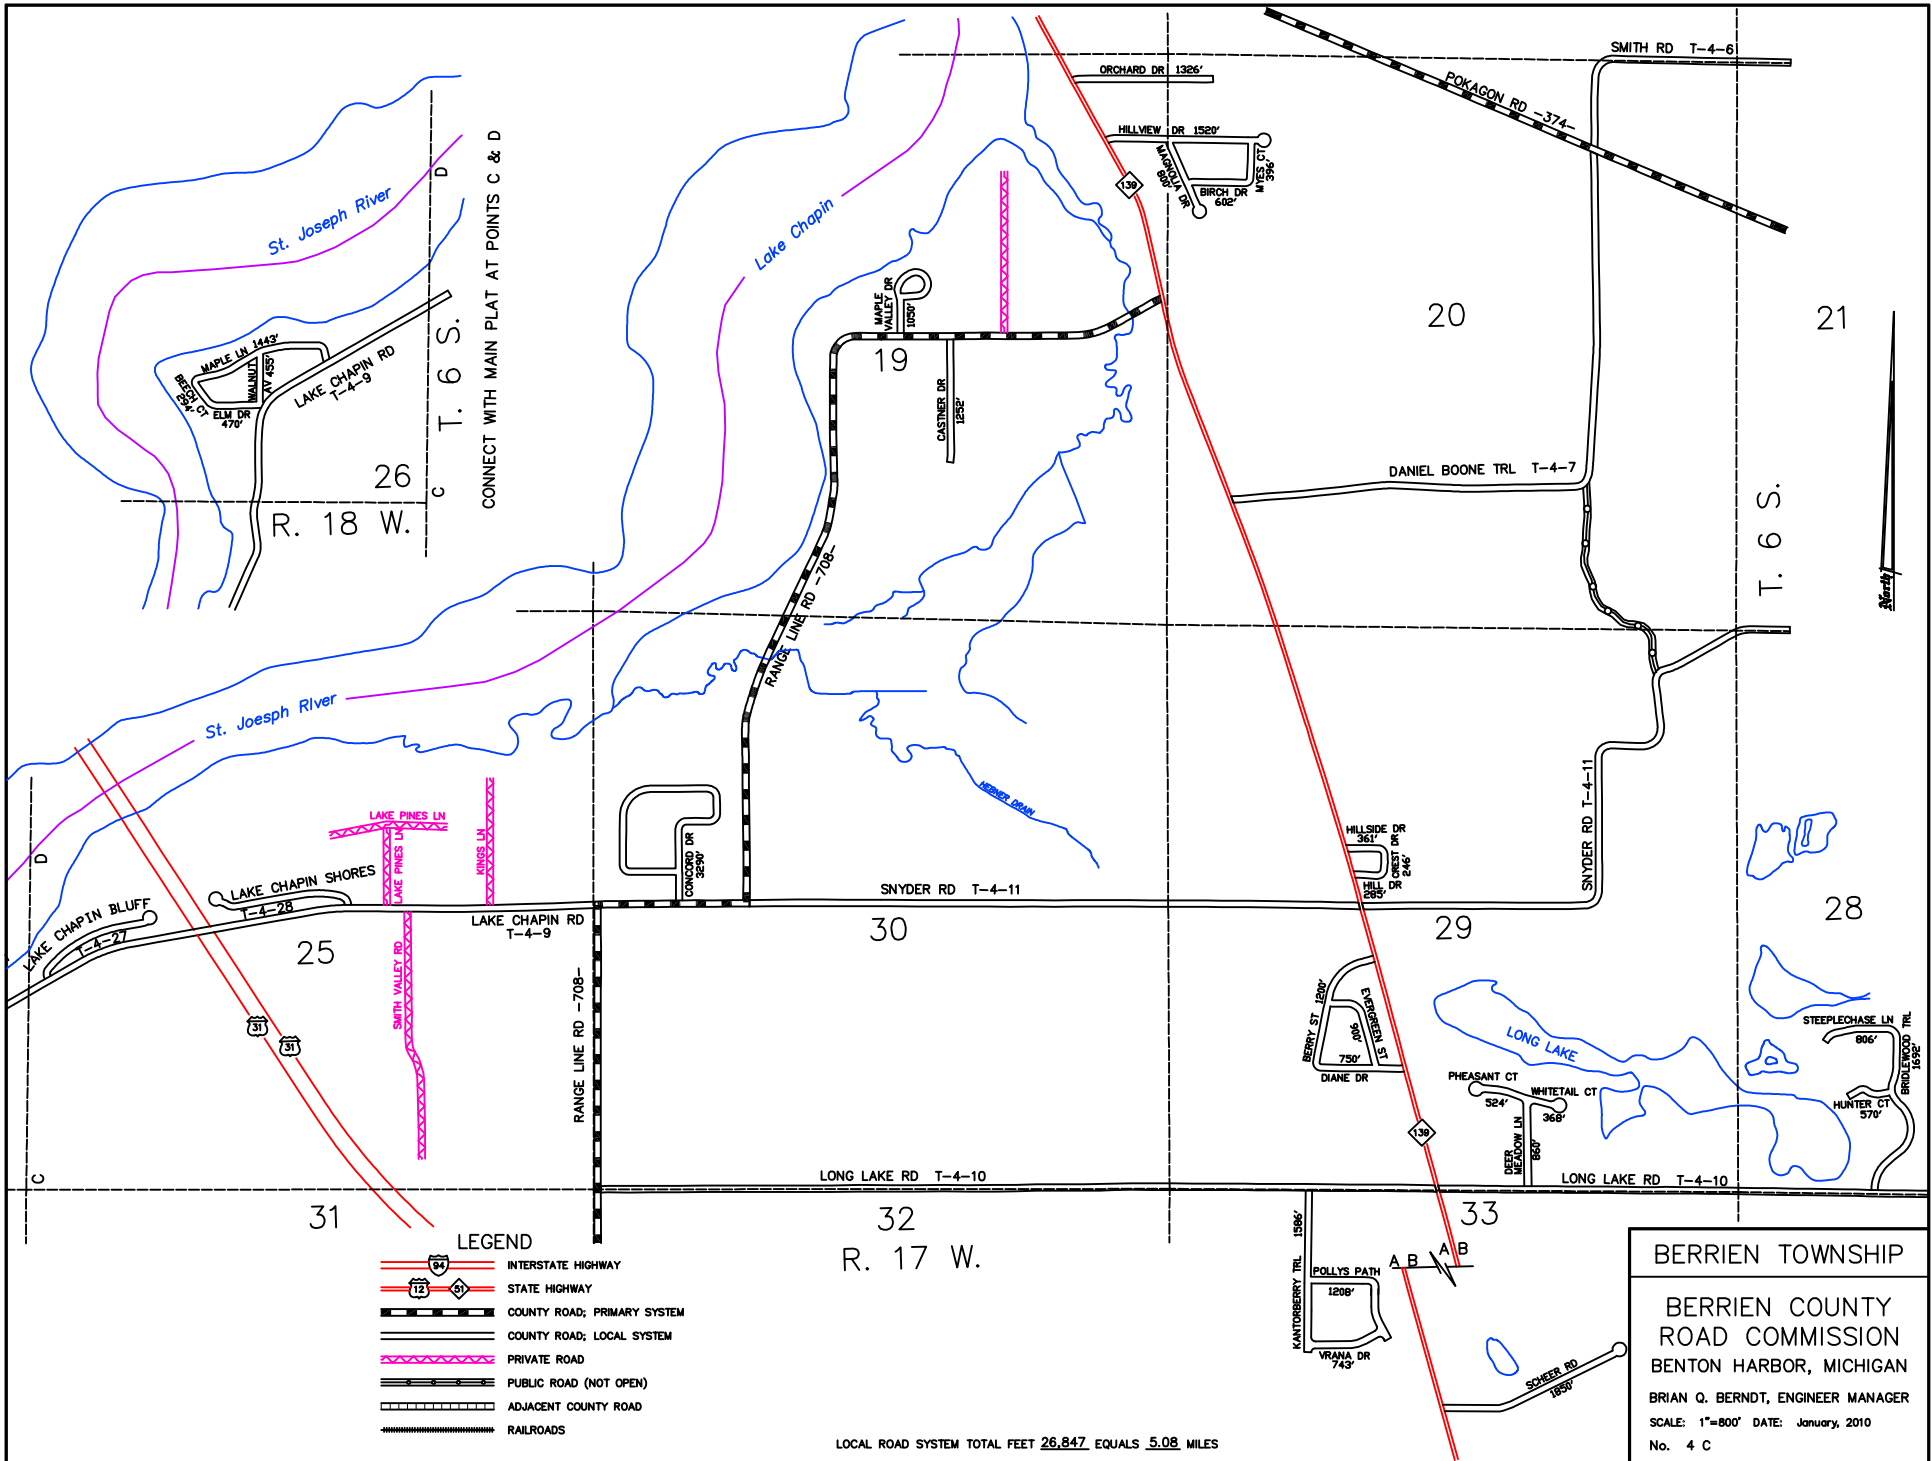 SMITH RD T-4-6
POKAGON RD -374-
ORCHARD DR 1326'
HILLVIEW DR 1520'
MAGNOLIA DR
800'
BIRCH DR
602'
MYES CT
396'
139
D
CONNECT WITH MAIN PLAT AT POINTS C & D
St. Joseph River
Lake Chapin
MAPLE
VALLEY DR
1050'
19
20
21
CASTNER DR
1252'
MAPLE LN 1443'
BEECH CT
294'
WALNUT
AV 455'
ELM DR
470'
LAKE CHAPIN RD
T-4-9
T. 6 S.
26
C
R. 18 W.
DANIEL BOONE TRL T-4-7
T. 6 S.
North
RANGE LINE RD -708-
St. Joesph River
HEBNER DRAIN
D
LAKE PINES LN
LAKE PINES LN
KINGS LN
LAKE CHAPIN SHORES
T-4-28
LAKE CHAPIN BLUFF
T-4-27
25
LAKE CHAPIN RD
T-4-9
SMITH VALLEY RD
31
31
CONCORD DR
3290'
SNYDER RD T-4-11
30
HILLSIDE DR
361'
CREST DR
246'
HILL DR
285'
SNYDER RD T-4-11
29
28
RANGE LINE RD -708-
BERRY ST 1200'
EVERGREEN ST
900'
750'
DIANE DR
LONG LAKE
STEEPLECHASE LN
806'
BRIDLEWOOD TRL
1692'
HUNTER CT
570'
PHEASANT CT
524'
WHITETAIL CT
368'
DEER
MEADOW LN
860'
139
C
LONG LAKE RD T-4-10
LONG LAKE RD T-4-10
31
32
33
R. 17 W.
KANTORBERRY TRL 1586'
POLLYS PATH
1208'
VRANA DR
743'
A B
A B
SCHEER RD
1850'
LEGEND
94 INTERSTATE HIGHWAY
12 51 STATE HIGHWAY
COUNTY ROAD; PRIMARY SYSTEM
COUNTY ROAD; LOCAL SYSTEM
PRIVATE ROAD
PUBLIC ROAD (NOT OPEN)
ADJACENT COUNTY ROAD
RAILROADS
LOCAL ROAD SYSTEM TOTAL FEET 26,847 EQUALS 5.08 MILES
BERRIEN TOWNSHIP
BERRIEN COUNTY
ROAD COMMISSION
BENTON HARBOR, MICHIGAN
BRIAN Q. BERNDT, ENGINEER MANAGER
SCALE: 1"=800' DATE: January, 2010
No. 4 C